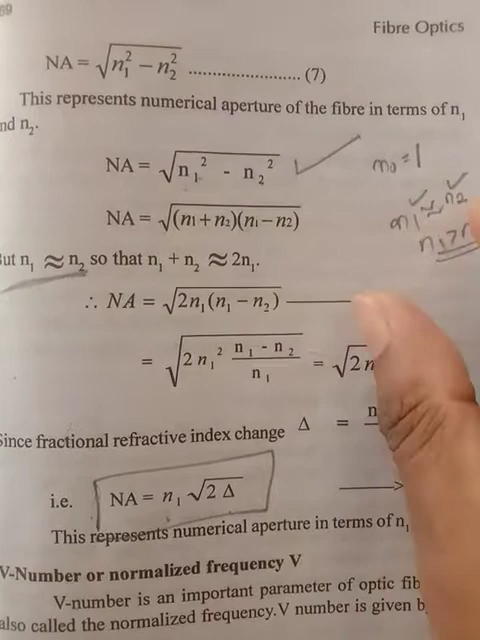 89
Fibre Optics
NA = √(n₁² − n₂²) ............................ (7)
This represents numerical aperture of the fibre in terms of n₁
nd n₂.
NA = √(n₁² - n₂²) ✓
n₀ = 1
NA = √((n₁+n₂)(n₁−n₂))
n₁ ≈ n₂
n₁>n
ut n₁ ≈ n₂ so that n₁ + n₂ ≈ 2n₁.
∴ NA = √(2n₁(n₁ − n₂))
= √(2 n₁² (n₁ - n₂)/n₁) = √2n
Since fractional refractive index change Δ = n
i.e. NA = n₁ √(2 Δ)
This represents numerical aperture in terms of n₁
V-Number or normalized frequency V
V-number is an important parameter of optic fib
also called the normalized frequency. V number is given b